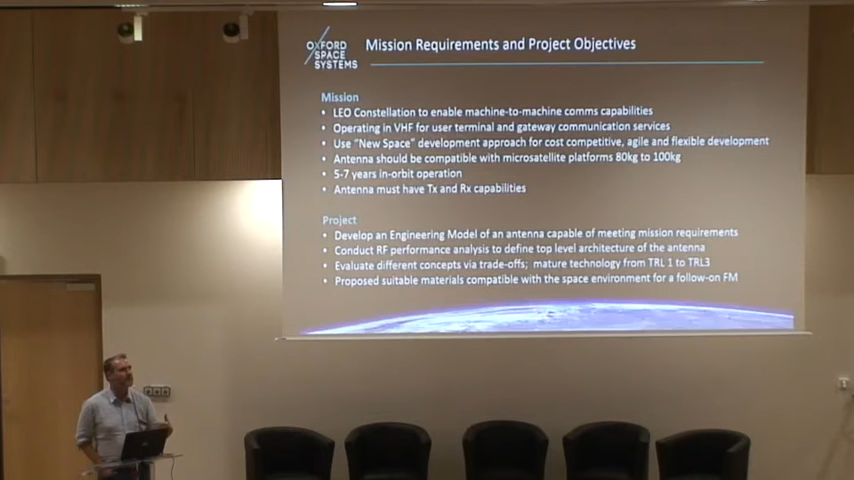 OXFORD
SPACE
SYSTEMS
Mission Requirements and Project Objectives
Mission
• LEO Constellation to enable machine-to-machine comms capabilities
• Operating in VHF for user terminal and gateway communication services
• Use "New Space" development approach for cost competitive, agile and flexible development
• Antenna should be compatible with microsatellite platforms 80kg to 100kg
• 5-7 years in-orbit operation
• Antenna must have Tx and Rx capabilities
Project
• Develop an Engineering Model of an antenna capable of meeting mission requirements
• Conduct RF performance analysis to define top level architecture of the antenna
• Evaluate different concepts via trade-offs; mature technology from TRL 1 to TRL3
• Proposed suitable materials compatible with the space environment for a follow-on FM